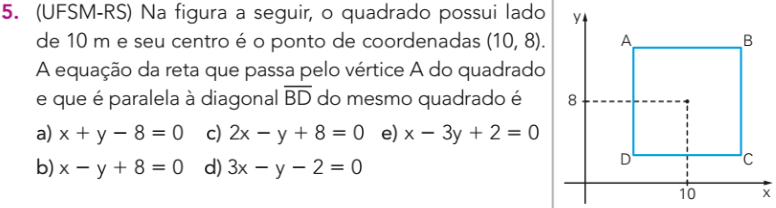 5. (UFSM-RS) Na figura a seguir, o quadrado possui lado
de 10 m e seu centro é o ponto de coordenadas (10, 8).
A equação da reta que passa pelo vértice A do quadrado
e que é paralela à diagonal B̅D̅ do mesmo quadrado é
a) x + y − 8 = 0 c) 2x − y + 8 = 0 e) x − 3y + 2 = 0
b) x − y + 8 = 0 d) 3x − y − 2 = 0
y
A B
8
D C
10 x